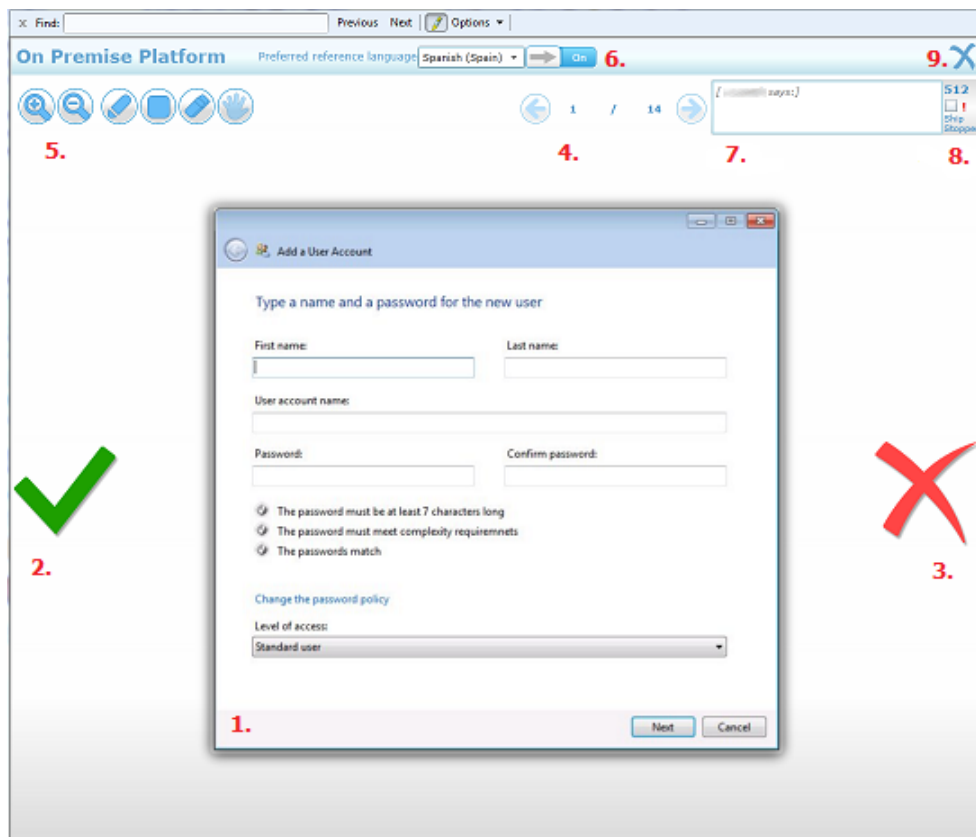 x Find: Previous Next Options
On Premise Platform Preferred reference language Spanish (Spain) On 6. 9.
5. 1 / 14 [ says:] 512
!
Ship
Stoppe
4. 7. 8.
Add a User Account
Type a name and a password for the new user
First name: Last name:
User account name:
Password: Confirm password:
The password must be at least 7 characters long
The password must meet complexity requiremnets
The passwords match
2. 3.
Change the password policy
Level of access:
Standard user
1. Next Cancel